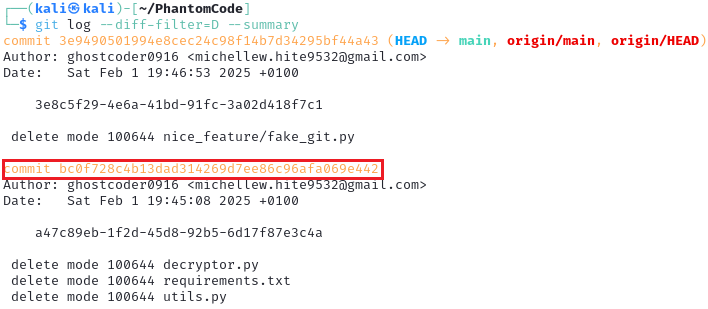 ┌──(kali㉿kali)-[~/PhantomCode]
└─$ git log --diff-filter=D --summary
commit 3e9490501994e8cec24c98f14b7d34295bf44a43 (HEAD -> main, origin/main, origin/HEAD)
Author: ghostcoder0916 <michellew.hite9532@gmail.com>
Date:   Sat Feb 1 19:46:53 2025 +0100

    3e8c5f29-4e6a-41bd-91fc-3a02d418f7c1

 delete mode 100644 nice_feature/fake_git.py

commit bc0f728c4b13dad314269d7ee86c96afa069e442
Author: ghostcoder0916 <michellew.hite9532@gmail.com>
Date:   Sat Feb 1 19:45:08 2025 +0100

    a47c89eb-1f2d-45d8-92b5-6d17f87e3c4a

 delete mode 100644 decryptor.py
 delete mode 100644 requirements.txt
 delete mode 100644 utils.py